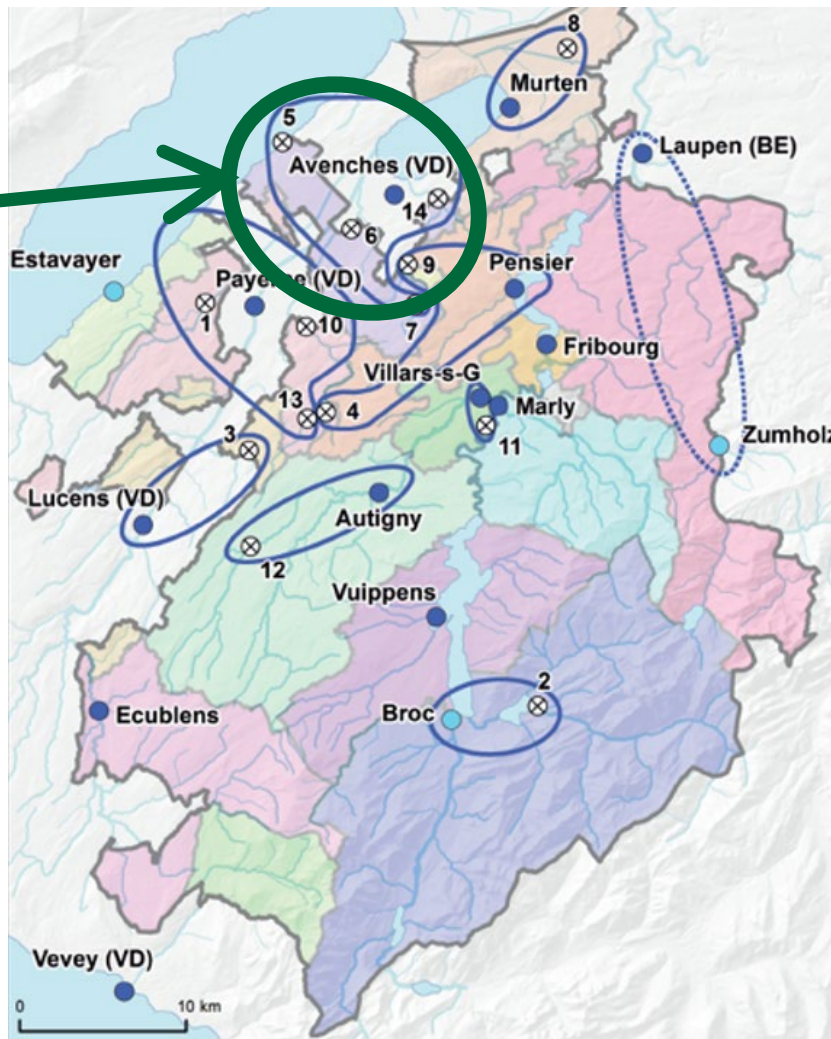 8
Murten
5
Laupen (BE)
Avenches (VD)
14
6
Estavayer
9
Pensier
Payerne (VD)
1
7
10
Fribourg
Villars-s-G
13
4
Marly
3
11
Zumholz
Lucens (VD)
Autigny
12
Vuippens
2
Broc
Ecublens
Vevey (VD)
0
10 km